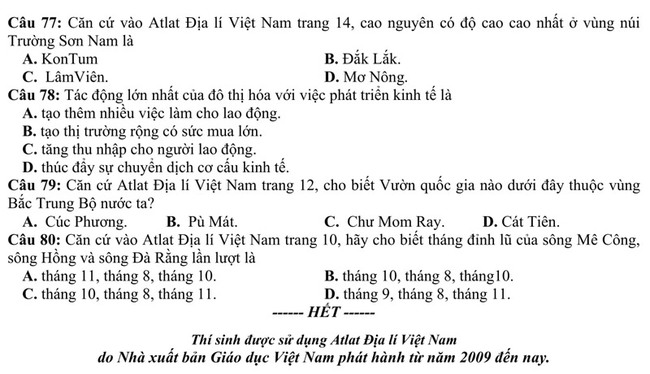 Câu 77: Căn cứ vào Atlat Địa lí Việt Nam trang 14, cao nguyên có độ cao cao nhất ở vùng núi
Trường Sơn Nam là
A. KonTum B. Đắk Lắk.
C. LâmViên. D. Mơ Nông.
Câu 78: Tác động lớn nhất của đô thị hóa với việc phát triển kinh tế là
A. tạo thêm nhiều việc làm cho lao động.
B. tạo thị trường rộng có sức mua lớn.
C. tăng thu nhập cho người lao động.
D. thúc đẩy sự chuyển dịch cơ cấu kinh tế.
Câu 79: Căn cứ Atlat Địa lí Việt Nam trang 12, cho biết Vườn quốc gia nào dưới đây thuộc vùng
Bắc Trung Bộ nước ta?
A. Cúc Phương. B. Pù Mát. C. Chư Mom Ray. D. Cát Tiên.
Câu 80: Căn cứ vào Atlat Địa lí Việt Nam trang 10, hãy cho biết tháng đỉnh lũ của sông Mê Công,
sông Hồng và sông Đà Rằng lần lượt là
A. tháng 11, tháng 8, tháng 10. B. tháng 10, tháng 8, tháng10.
C. tháng 10, tháng 8, tháng 11. D. tháng 9, tháng 8, tháng 11.
------ HẾT ------
Thí sinh được sử dụng Atlat Địa lí Việt Nam
do Nhà xuất bản Giáo dục Việt Nam phát hành từ năm 2009 đến nay.